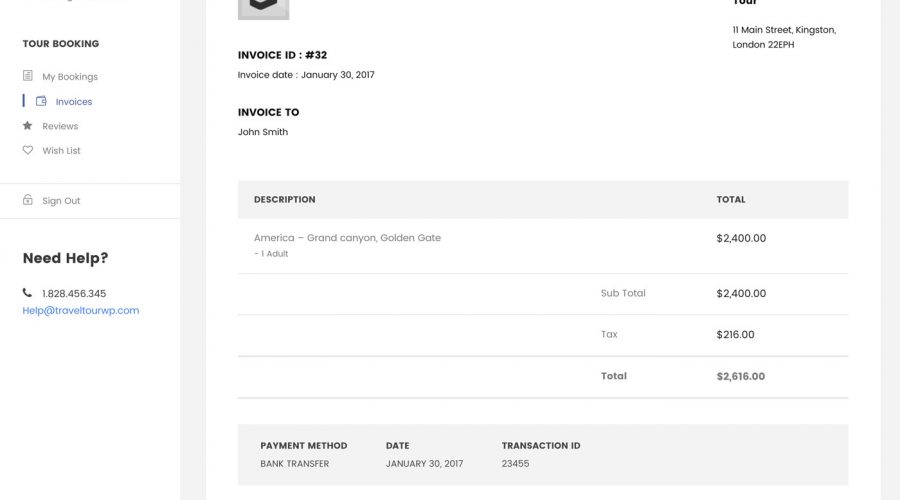 TOUR BOOKING
My Bookings
Invoices
Reviews
Wish List
Sign Out
Need Help?
1.828.456.345
Help@traveltourwp.com
Tour
11 Main Street, Kingston,
London 22EPH
INVOICE ID : #32
Invoice date : January 30, 2017
INVOICE TO
John Smith
DESCRIPTION TOTAL
America – Grand canyon, Golden Gate $2,400.00
- 1 Adult
Sub Total $2,400.00
Tax $216.00
Total $2,616.00
PAYMENT METHOD DATE TRANSACTION ID
BANK TRANSFER JANUARY 30, 2017 23455